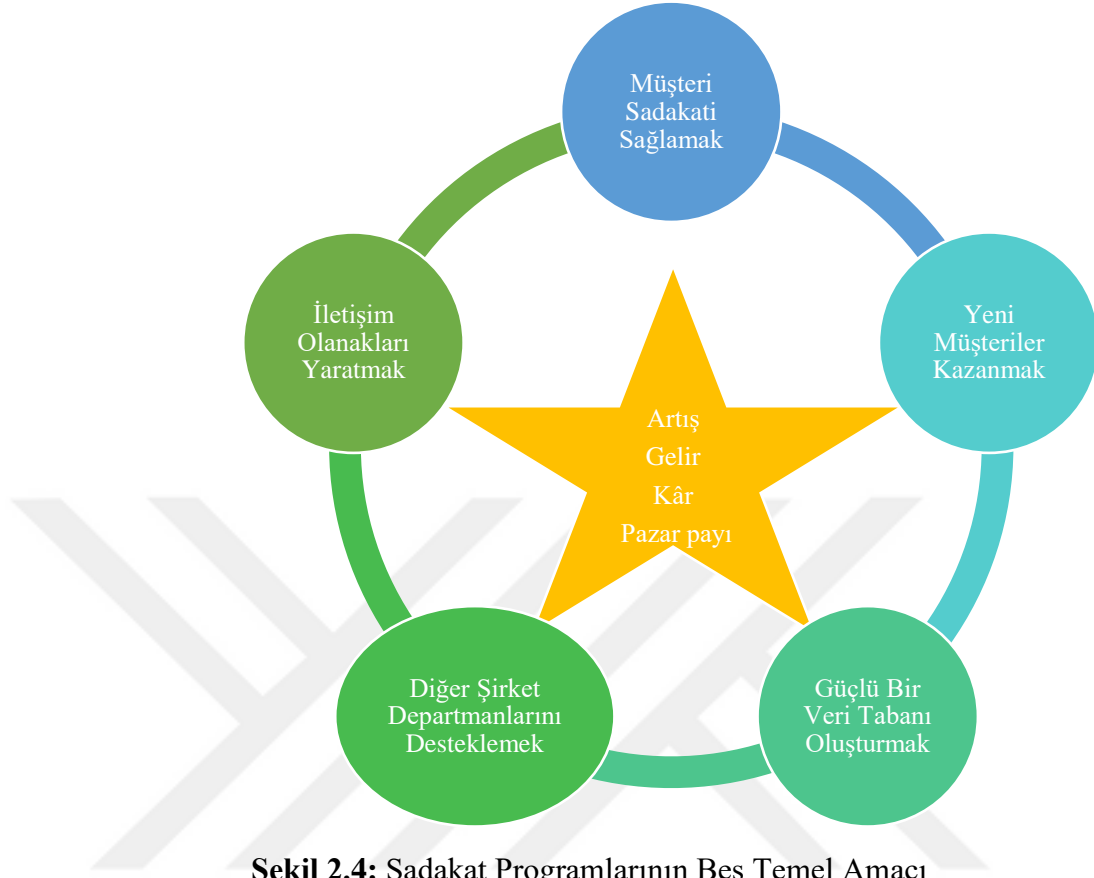 Müşteri
Sadakati
Sağlamak
Yeni
Müşteriler
Kazanmak
Güçlü Bir
Veri Tabanı
Oluşturmak
Diğer Şirket
Departmanlarını
Desteklemek
İletişim
Olanakları
Yaratmak
Artış
Gelir
Kâr
Pazar payı
Şekil 2.4: Sadakat Programlarının Beş Temel Amacı